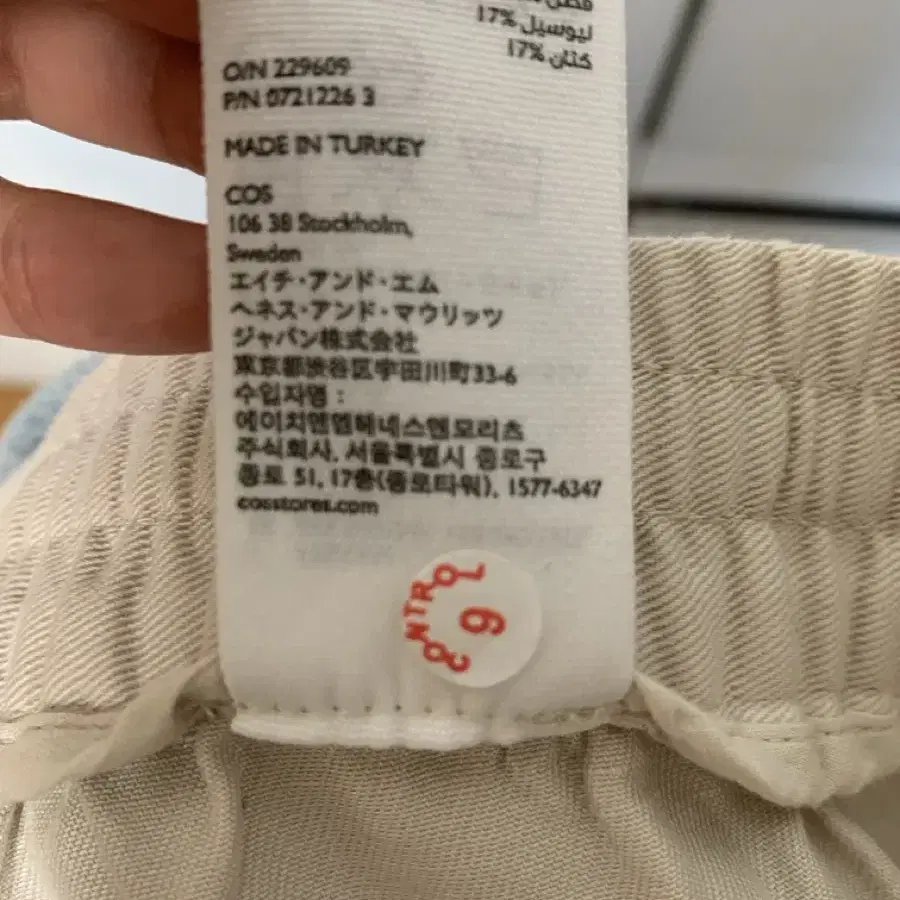 ليوسيل 17%
كتان 17%
O/N 229609
P/N 0721226 3
MADE IN TURKEY
COS
106 38 Stockholm,
Sweden
エイチ・アンド・エム
ヘネス・アンド・マウリッツ
ジャパン株式会社
東京都渋谷区宇田川町33-6
수입자명 :
에이치엔엠헤네스앤모리츠
주식회사, 서울특별시 종로구
종로 51, 17층(종로타워), 1577-6347
cosstores.com
CONTROL
9